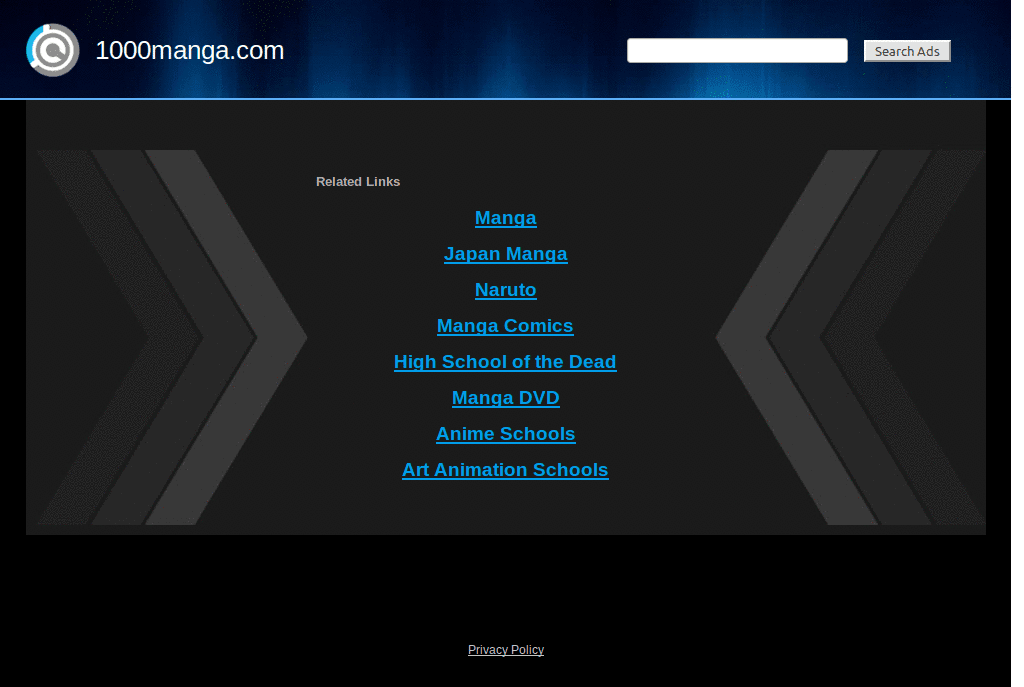 1000manga.com
Search Ads
Related Links
Manga
Japan Manga
Naruto
Manga Comics
High School of the Dead
Manga DVD
Anime Schools
Art Animation Schools
Privacy Policy